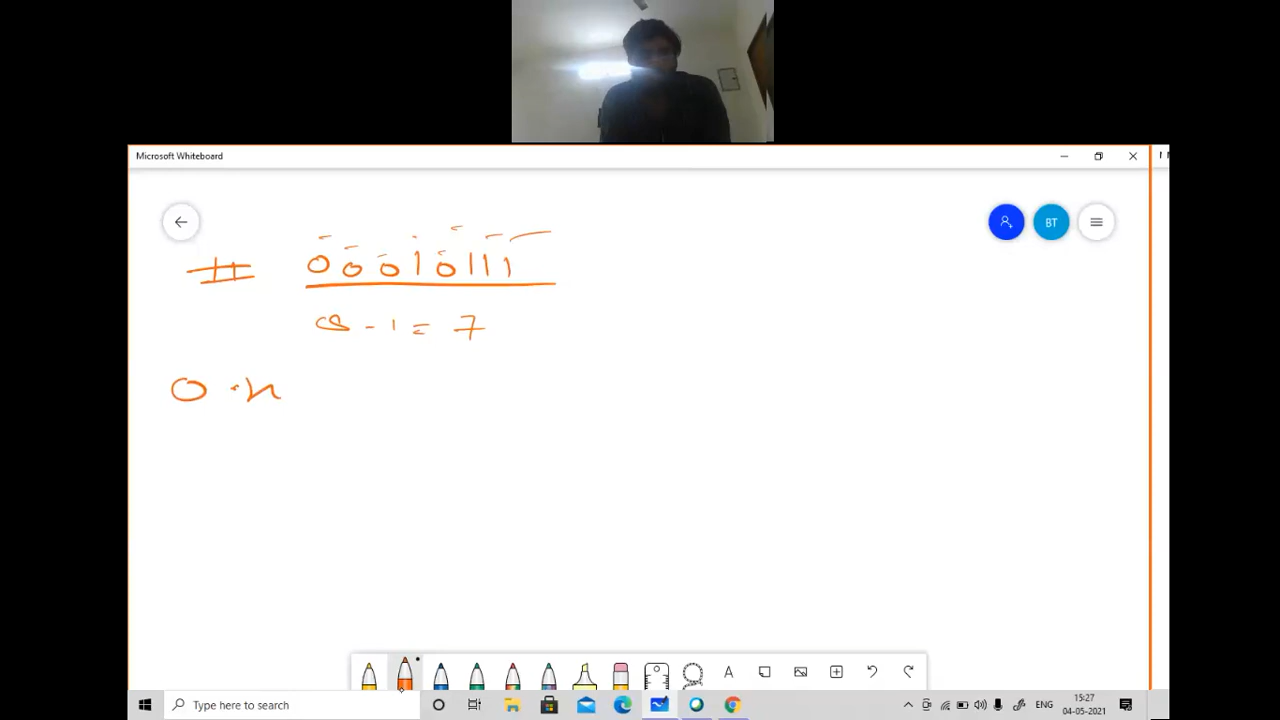 Microsoft Whiteboard
BT
# 00010111
8 - 1 = 7
0 . n
A
Type here to search
ENG
15:27
04-05-2021